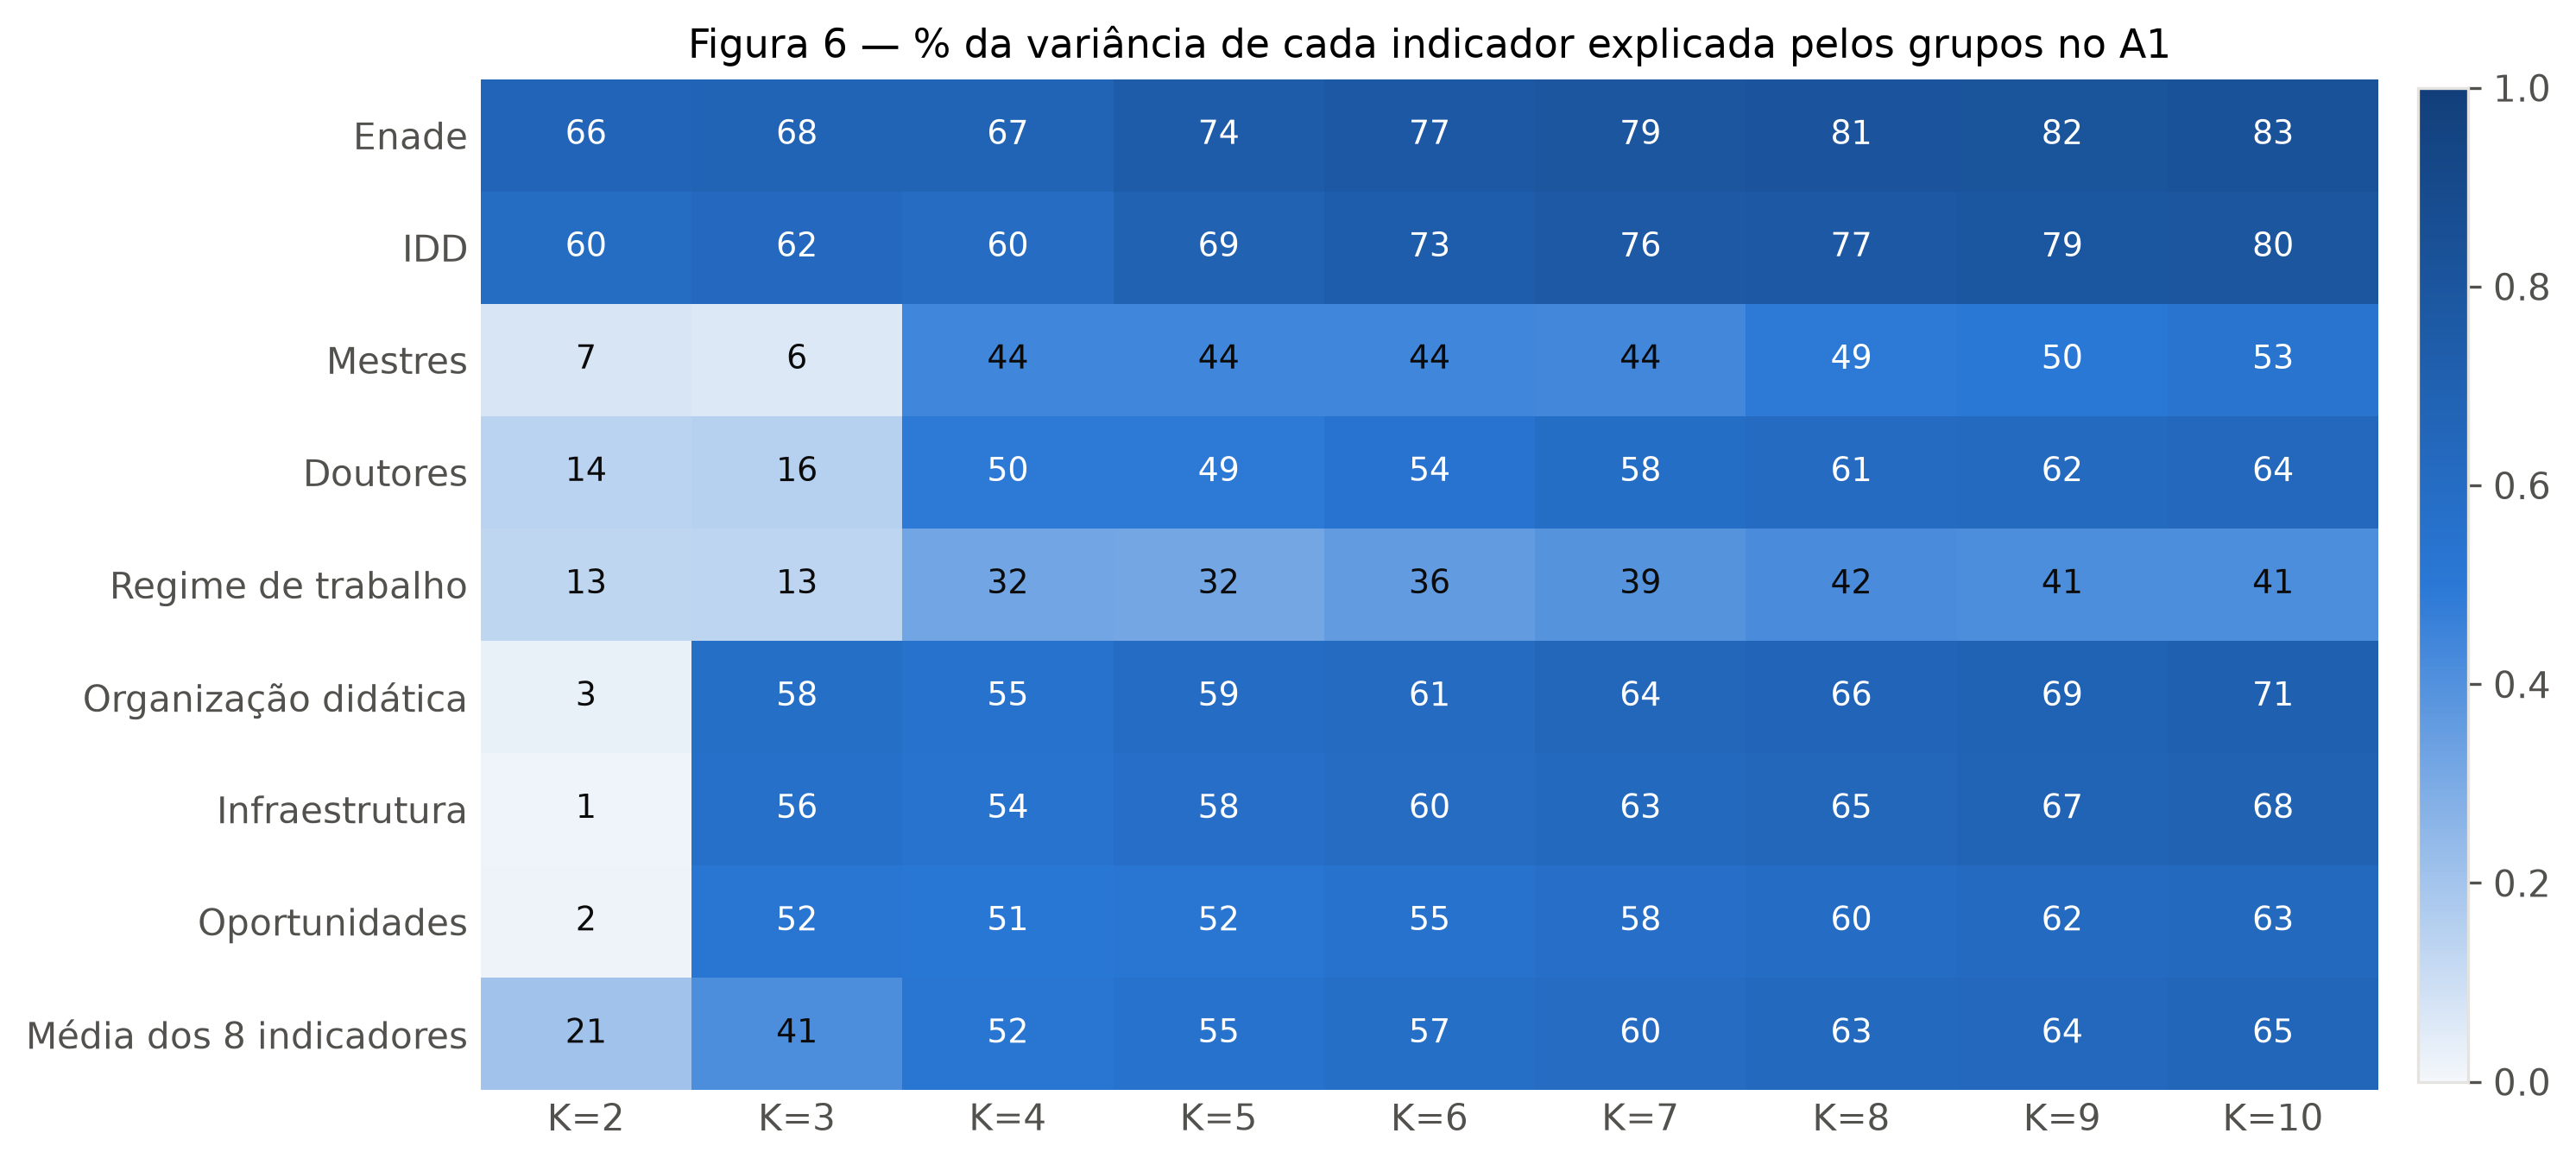 Figura 6 — % da variância de cada indicador explicada pelos grupos no A1
Enade 66 68 67 74 77 79 81 82 83
IDD 60 62 60 69 73 76 77 79 80
Mestres 7 6 44 44 44 44 49 50 53
Doutores 14 16 50 49 54 58 61 62 64
Regime de trabalho 13 13 32 32 36 39 42 41 41
Organização didática 3 58 55 59 61 64 66 69 71
Infraestrutura 1 56 54 58 60 63 65 67 68
Oportunidades 2 52 51 52 55 58 60 62 63
Média dos 8 indicadores 21 41 52 55 57 60 63 64 65
K=2 K=3 K=4 K=5 K=6 K=7 K=8 K=9 K=10
1.0
0.8
0.6
0.4
0.2
0.0